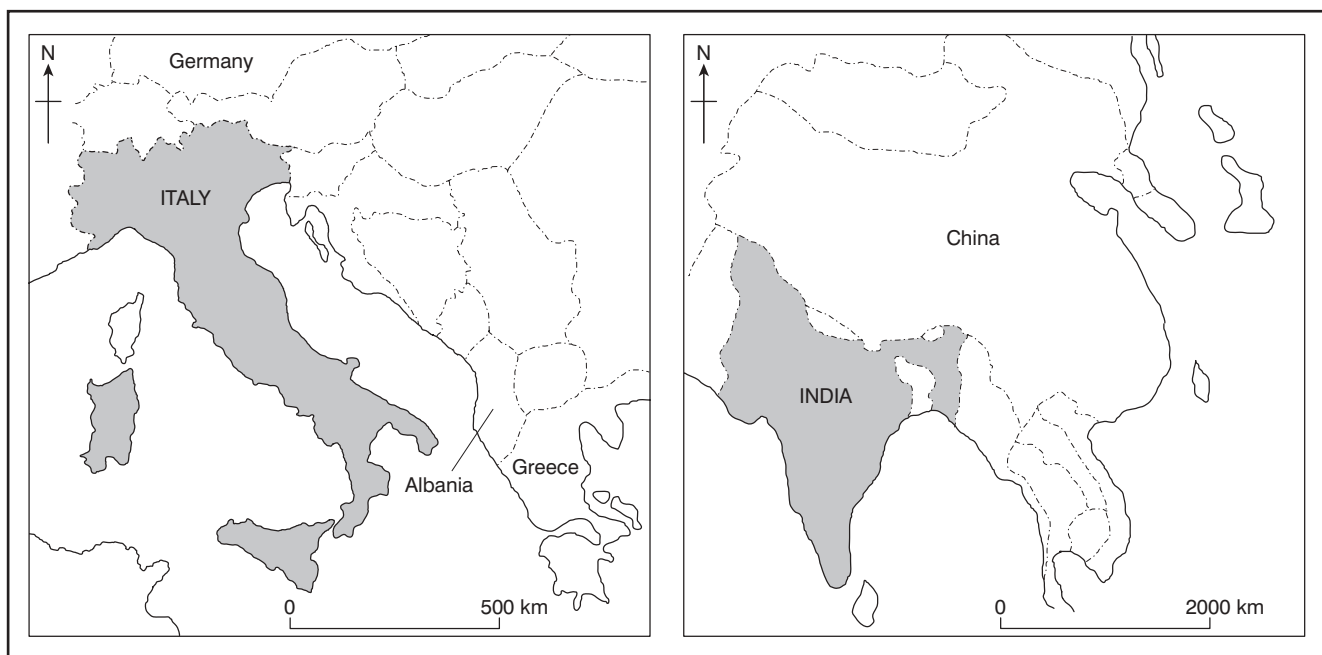 N
Germany
ITALY
Albania
Greece
0 500 km
N
China
INDIA
0 2000 km